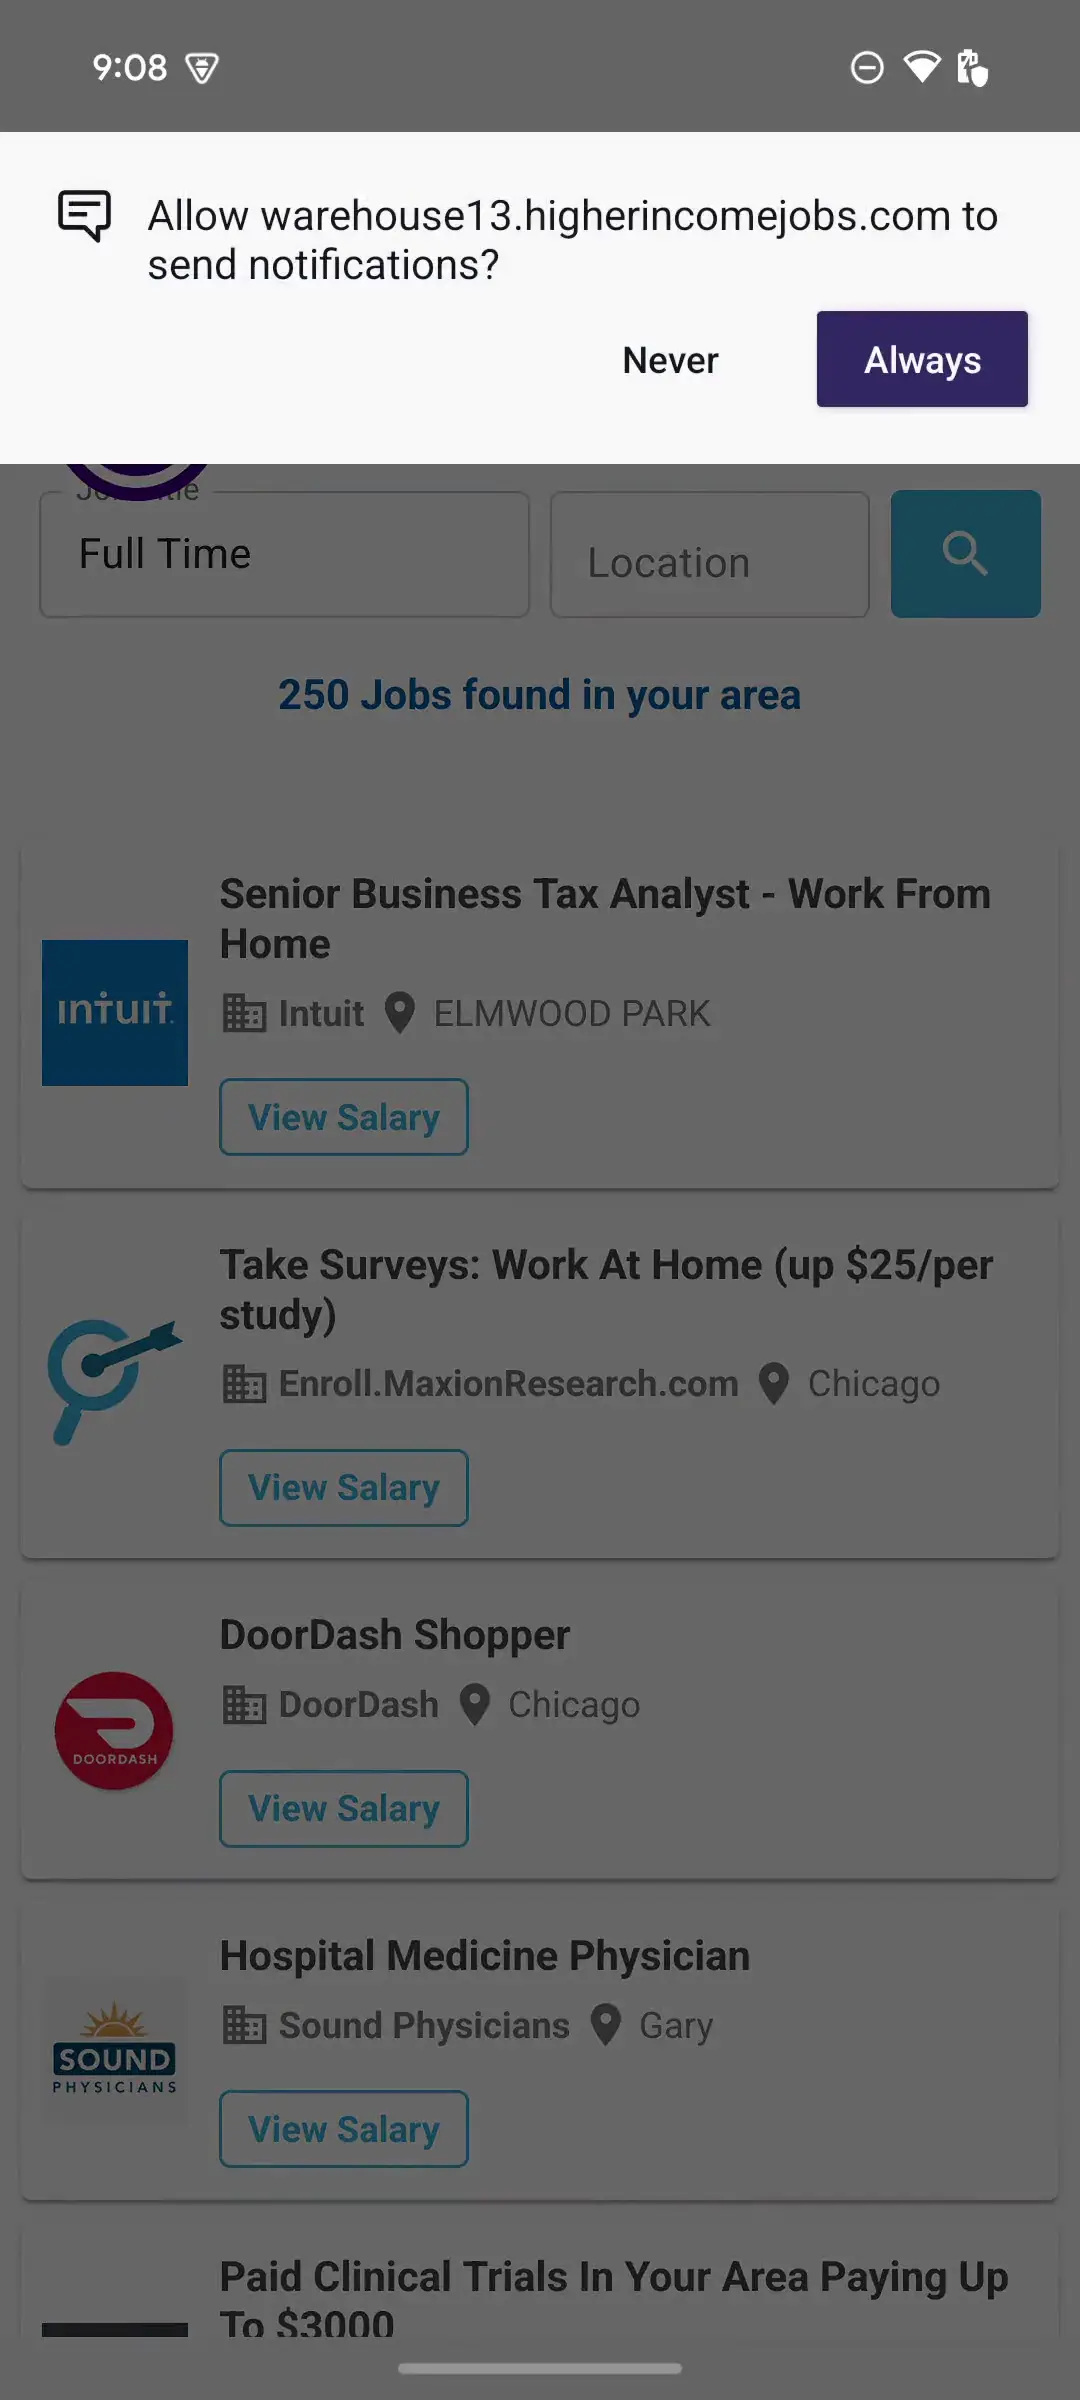 9:08
Allow warehouse13.higherincomejobs.com to
send notifications?
Never
Always
Full Time
Location
250 Jobs found in your area
Senior Business Tax Analyst - Work From
Home
INTUIT
Intuit
ELMWOOD PARK
View Salary
Take Surveys: Work At Home (up $25/per
study)
Enroll.MaxionResearch.com
Chicago
View Salary
DoorDash Shopper
DOORDASH
DoorDash
Chicago
View Salary
Hospital Medicine Physician
SOUND
PHYSICIANS
Sound Physicians
Gary
View Salary
Paid Clinical Trials In Your Area Paying Up
To $3000